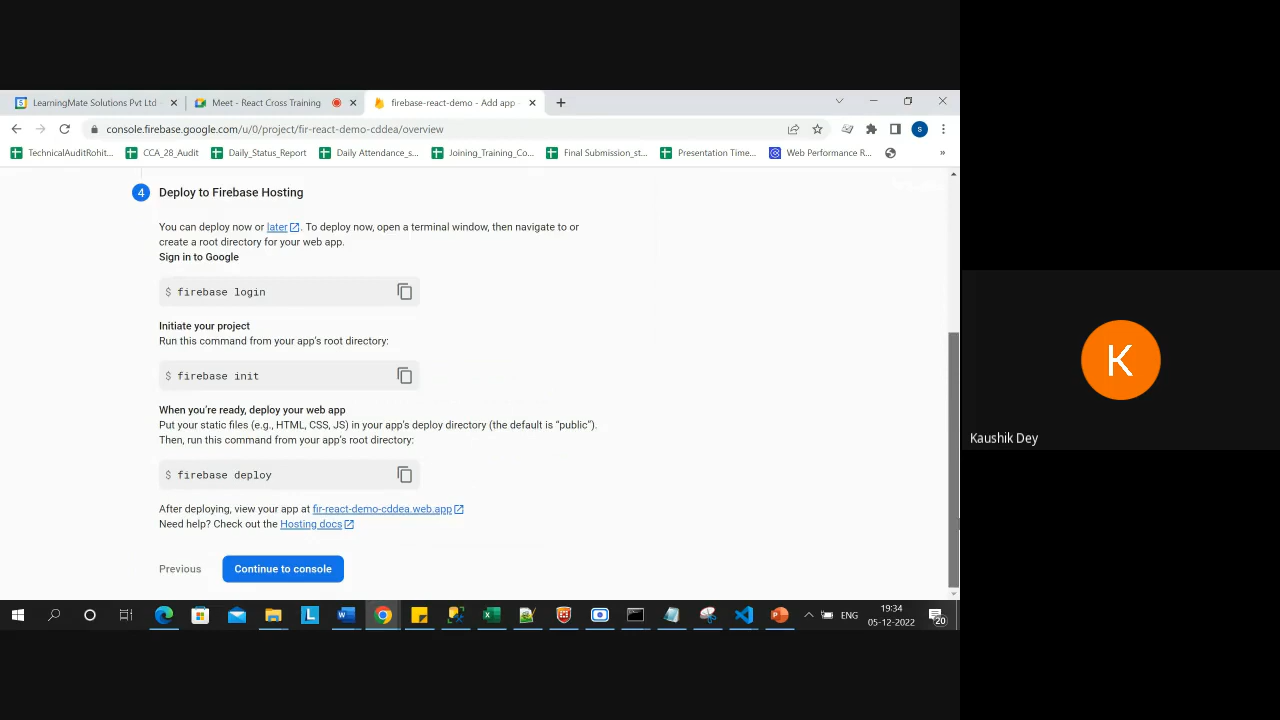 LearningMate Solutions Pvt Ltd
Meet - React Cross Training
firebase-react-demo - Add app
console.firebase.google.com/u/0/project/fir-react-demo-cddea/overview
s
TechnicalAuditRohit...
CCA_28_Audit
Daily_Status_Report
Daily Attendance_s...
Joining_Training_Co...
Final Submission_st...
Presentation Time...
Web Performance R...
»
4 Deploy to Firebase Hosting
You can deploy now or later. To deploy now, open a terminal window, then navigate to or
create a root directory for your web app.
Sign in to Google
$ firebase login
Initiate your project
Run this command from your app's root directory:
$ firebase init
When you're ready, deploy your web app
Put your static files (e.g., HTML, CSS, JS) in your app's deploy directory (the default is "public").
Then, run this command from your app's root directory:
$ firebase deploy
After deploying, view your app at fir-react-demo-cddea.web.app
Need help? Check out the Hosting docs
Previous
Continue to console
K
Kaushik Dey
L
ENG
19:34
05-12-2022
20